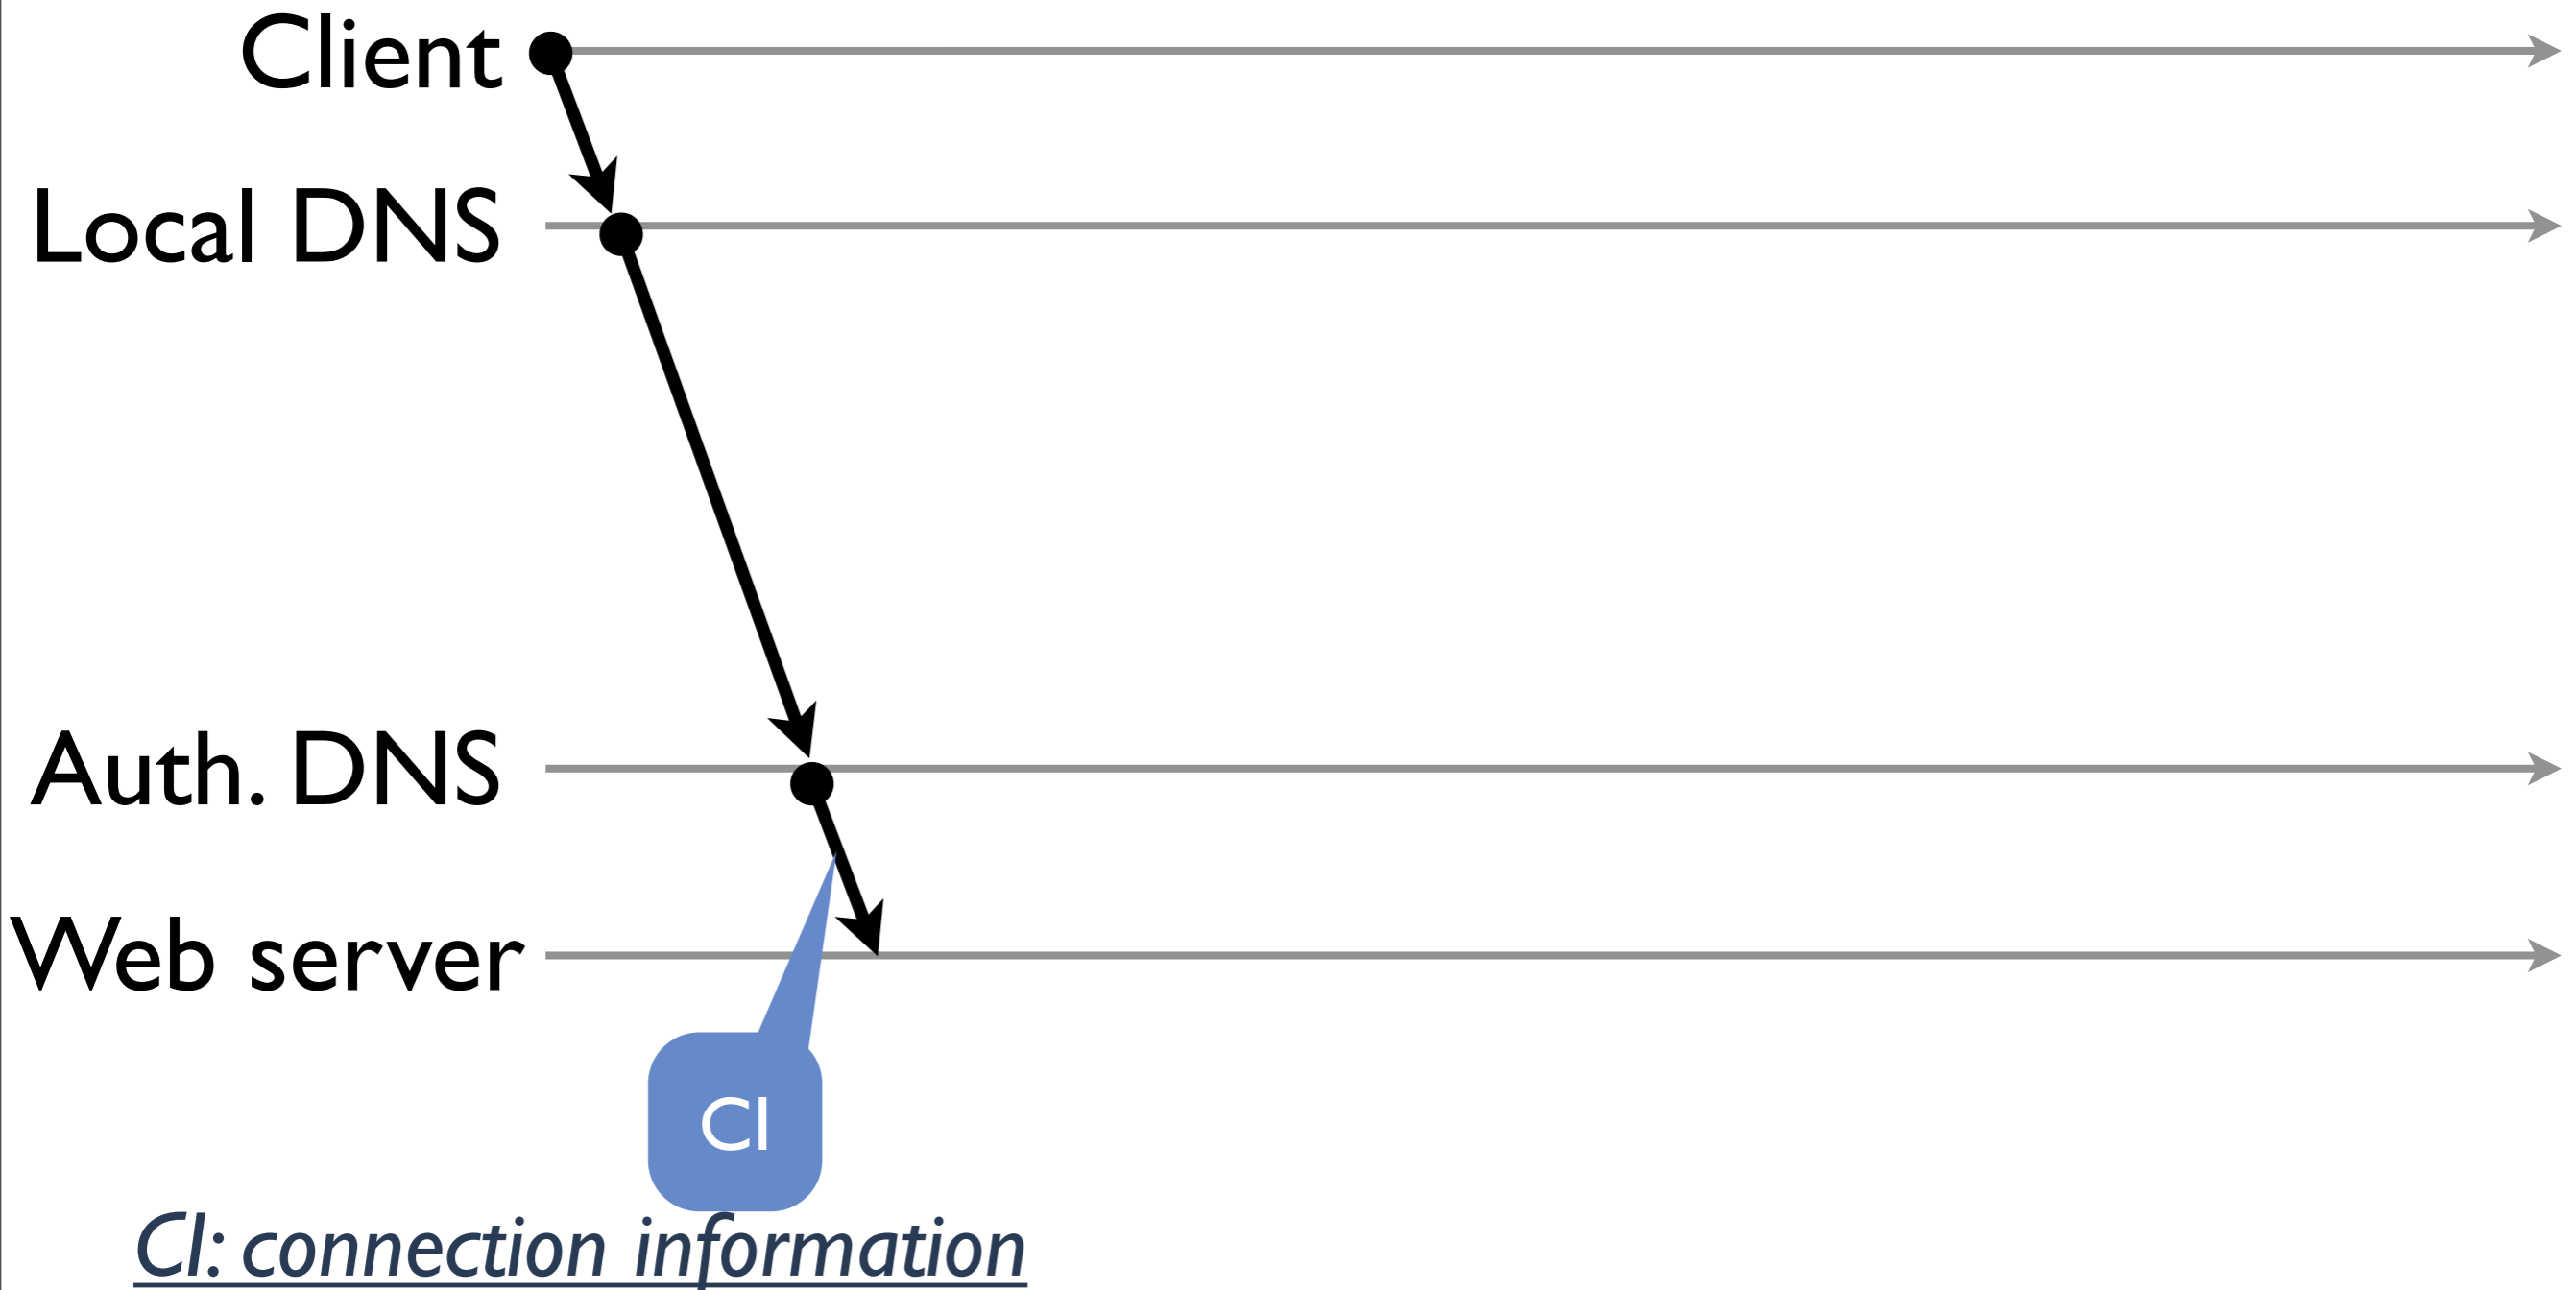 Client
Local DNS
Auth. DNS
Web server
CI
CI: connection information